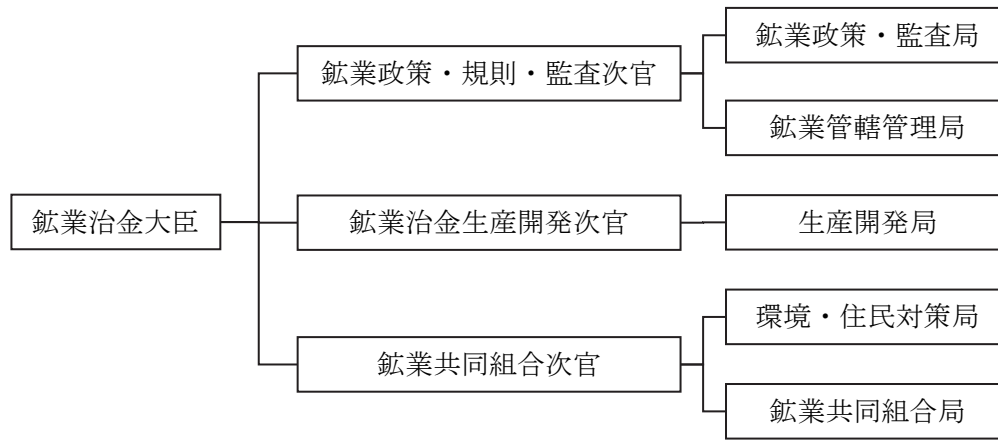 鉱業治金大臣
鉱業政策・規則・監査次官
鉱業政策・監査局
鉱業管轄管理局
鉱業治金生産開発次官
生産開発局
鉱業共同組合次官
環境・住民対策局
鉱業共同組合局